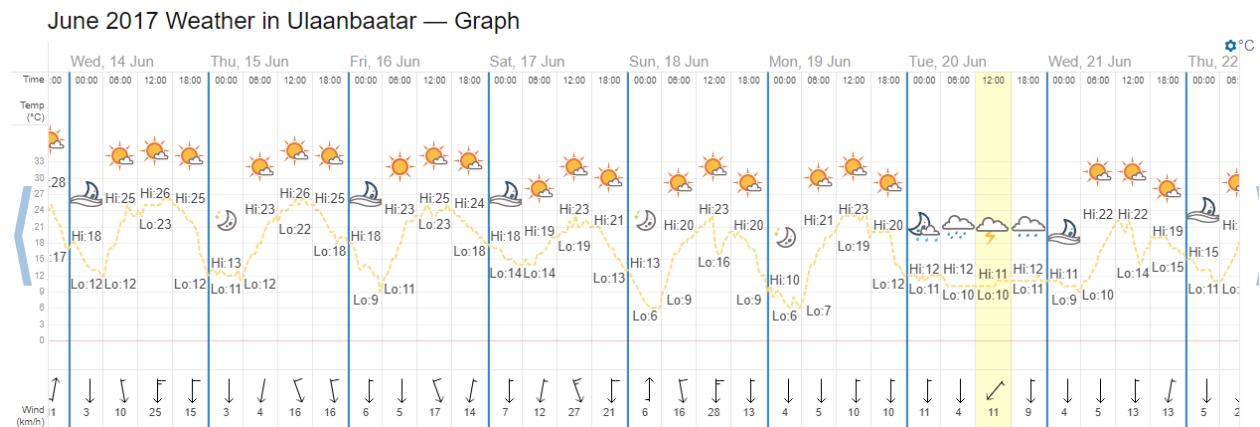 June 2017 Weather in Ulaanbaatar — Graph
°C
Wed, 14 Jun Thu, 15 Jun Fri, 16 Jun Sat, 17 Jun Sun, 18 Jun Mon, 19 Jun Tue, 20 Jun Wed, 21 Jun Thu, 22
Time :00 00:00 06:00 12:00 18:00 00:00 06:00 12:00 18:00 00:00 06:00 12:00 18:00 00:00 06:00 12:00 18:00 00:00 06:00 12:00 18:00 00:00 06:00 12:00 18:00 00:00 06:00 12:00 18:00 00:00 06:00 12:00 18:00 00:00 06:
Temp
(°C)
33
30
27
24
21
18
15
12
9
6
3
0
:28 Hi:18 Hi:25 Hi:26 Hi:25 Hi:13 Hi:23 Hi:26 Hi:25 Hi:18 Hi:23 Hi:25 Hi:24 Hi:18 Hi:19 Hi:23 Hi:21 Hi:13 Hi:20 Hi:23 Hi:20 Hi:10 Hi:21 Hi:23 Hi:20 Hi:12 Hi:12 Hi:11 Hi:12 Hi:11 Hi:22 Hi:22 Hi:19 Hi:15 Hi:
:17 Lo:12 Lo:12 Lo:23 Lo:12 Lo:11 Lo:12 Lo:22 Lo:18 Lo:9 Lo:11 Lo:23 Lo:18 Lo:14 Lo:14 Lo:19 Lo:13 Lo:6 Lo:9 Lo:16 Lo:9 Lo:6 Lo:7 Lo:19 Lo:12 Lo:11 Lo:10 Lo:10 Lo:11 Lo:9 Lo:10 Lo:14 Lo:15 Lo:11 Lo:
Wind
(km/h)
1 3 10 25 15 3 4 16 16 6 5 17 14 7 12 27 21 6 16 28 13 4 5 10 10 11 4 11 9 4 5 13 13 5 2